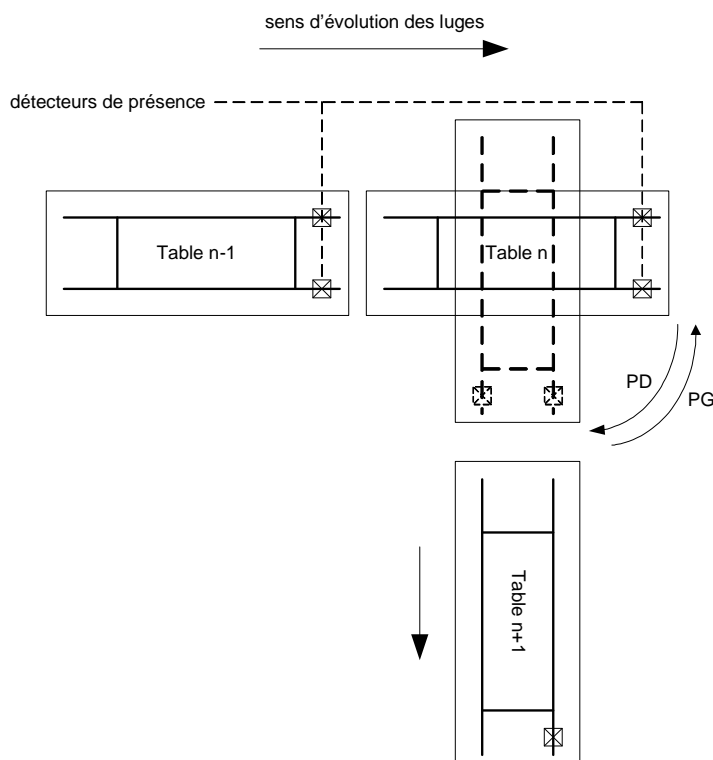 sens d'évolution des luges
détecteurs de présence
Table n-1
Table n
PD
PG
Table n+1